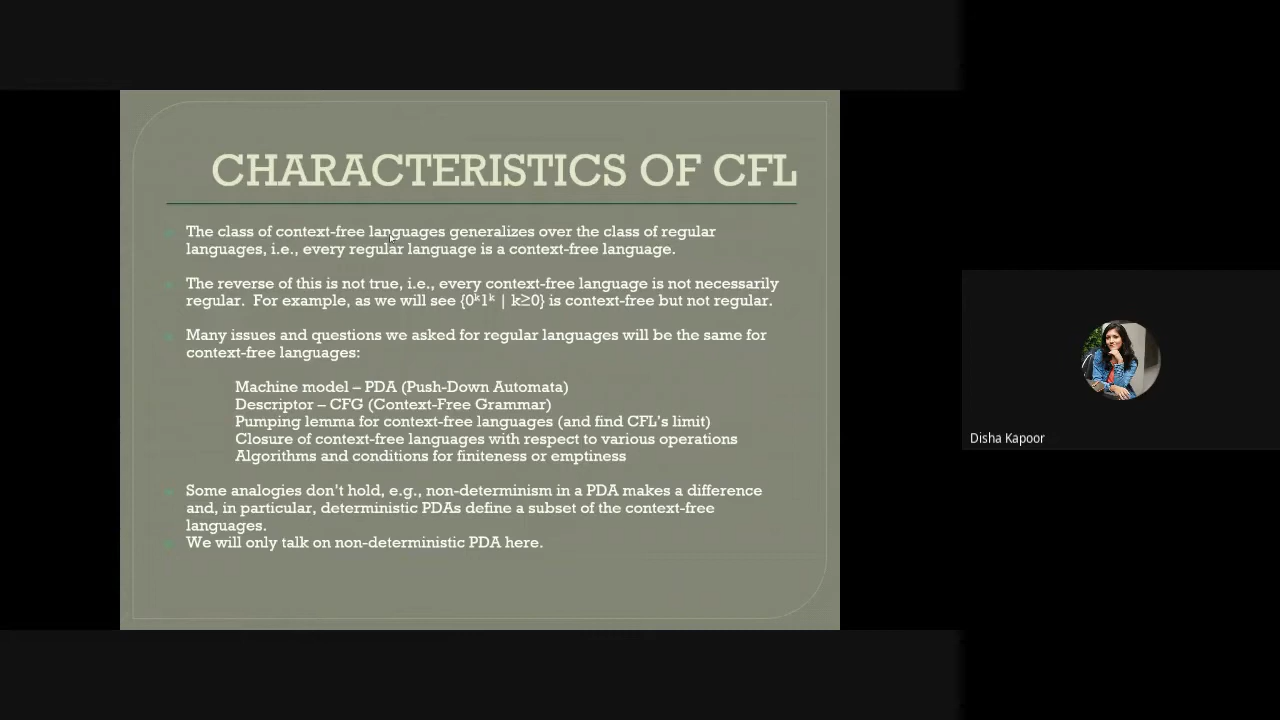 CHARACTERISTICS OF CFL
The class of context-free languages generalizes over the class of regular
languages, i.e., every regular language is a context-free language.
The reverse of this is not true, i.e., every context-free language is not necessarily
regular.  For example, as we will see {0ᵏ1ᵏ | k≥0} is context-free but not regular.
Many issues and questions we asked for regular languages will be the same for
context-free languages:
Machine model – PDA (Push-Down Automata)
Descriptor – CFG (Context-Free Grammar)
Pumping lemma for context-free languages (and find CFL’s limit)
Closure of context-free languages with respect to various operations
Algorithms and conditions for finiteness or emptiness
Some analogies don’t hold, e.g., non-determinism in a PDA makes a difference
and, in particular, deterministic PDAs define a subset of the context-free
languages.
We will only talk on non-deterministic PDA here.
Disha Kapoor